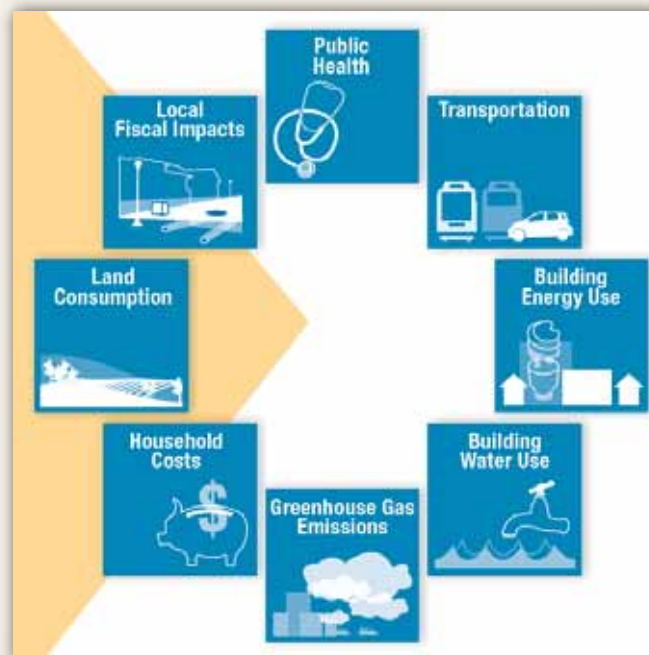 Public
Health
Local
Fiscal Impacts
Transportation
Land
Consumption
Building
Energy Use
Household
Costs
Building
Water Use
Greenhouse Gas
Emissions
$